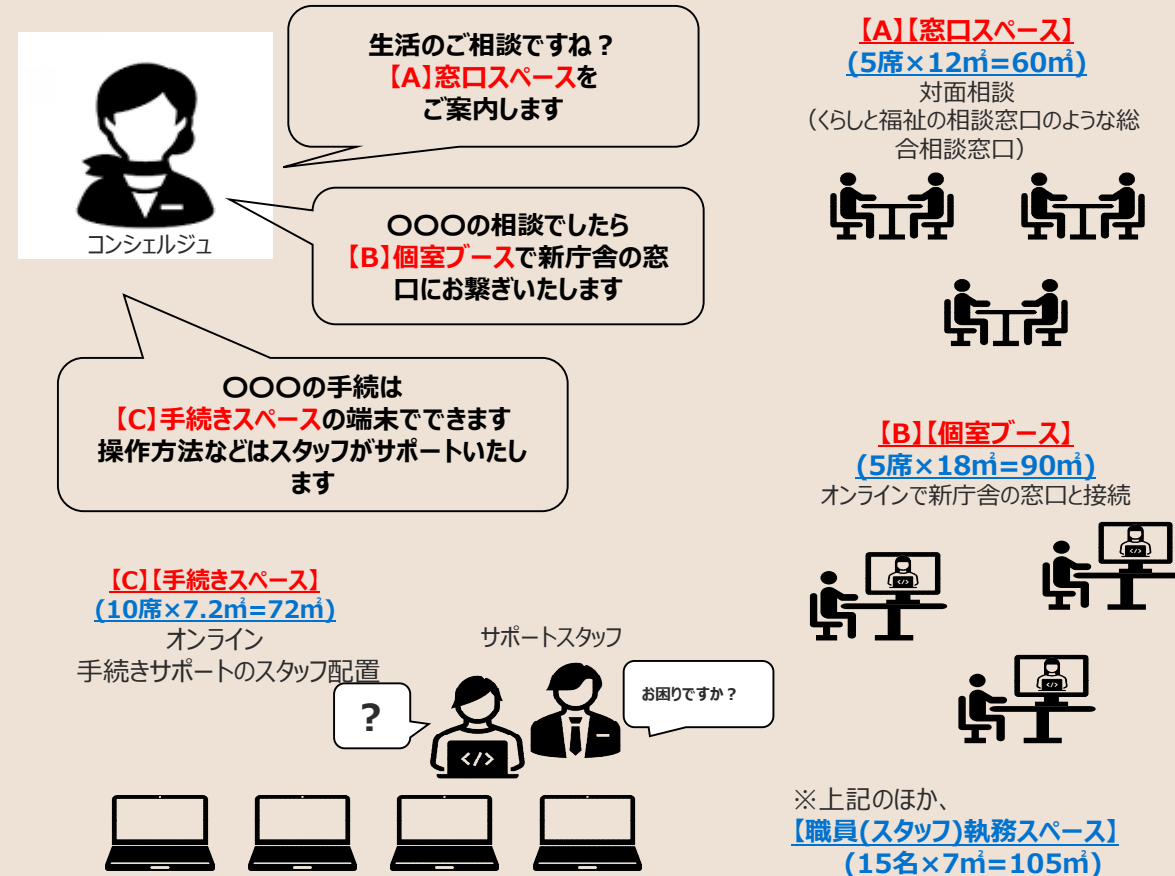 生活のご相談ですね？
【A】窓口スペースを
ご案内します
コンシェルジュ
〇〇〇の相談でしたら
【B】個室ブースで新庁舎の窓
口にお繋ぎいたします
〇〇〇の手続は
【C】手続きスペースの端末でできます
操作方法などはスタッフがサポートいたし
ます
【A】【窓口スペース】
(5席×12㎡=60㎡)
対面相談
（くらしと福祉の相談窓口のような総
合相談窓口）
【B】【個室ブース】
(5席×18㎡=90㎡)
オンラインで新庁舎の窓口と接続
【C】【手続きスペース】
(10席×7.2㎡=72㎡)
オンライン
手続きサポートのスタッフ配置
サポートスタッフ
？
お困りですか？
</>
※上記のほか、
【職員(スタッフ)執務スペース】
(15名×7㎡=105㎡)